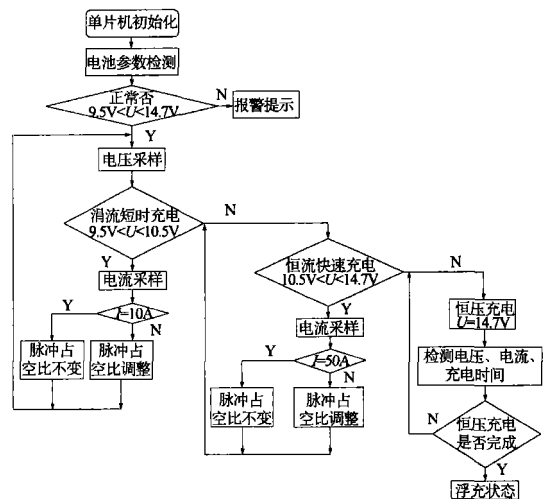 单片机初始化
电池参数检测
正常否
9.5V<U<14.7V
N
报警提示
Y
电压采样
涓流短时充电
9.5V<U<10.5V
N
Y
电流采样
Y
I=10A
N
脉冲占
空比不变
脉冲占
空比调整
恒流快速充电
10.5V<U<14.7V
N
Y
电流采样
Y
I=50A
N
脉冲占
空比不变
脉冲占
空比调整
恒压充电
U=14.7V
检测电压、电流、
充电时间
N
恒压充电
是否完成
Y
浮充状态